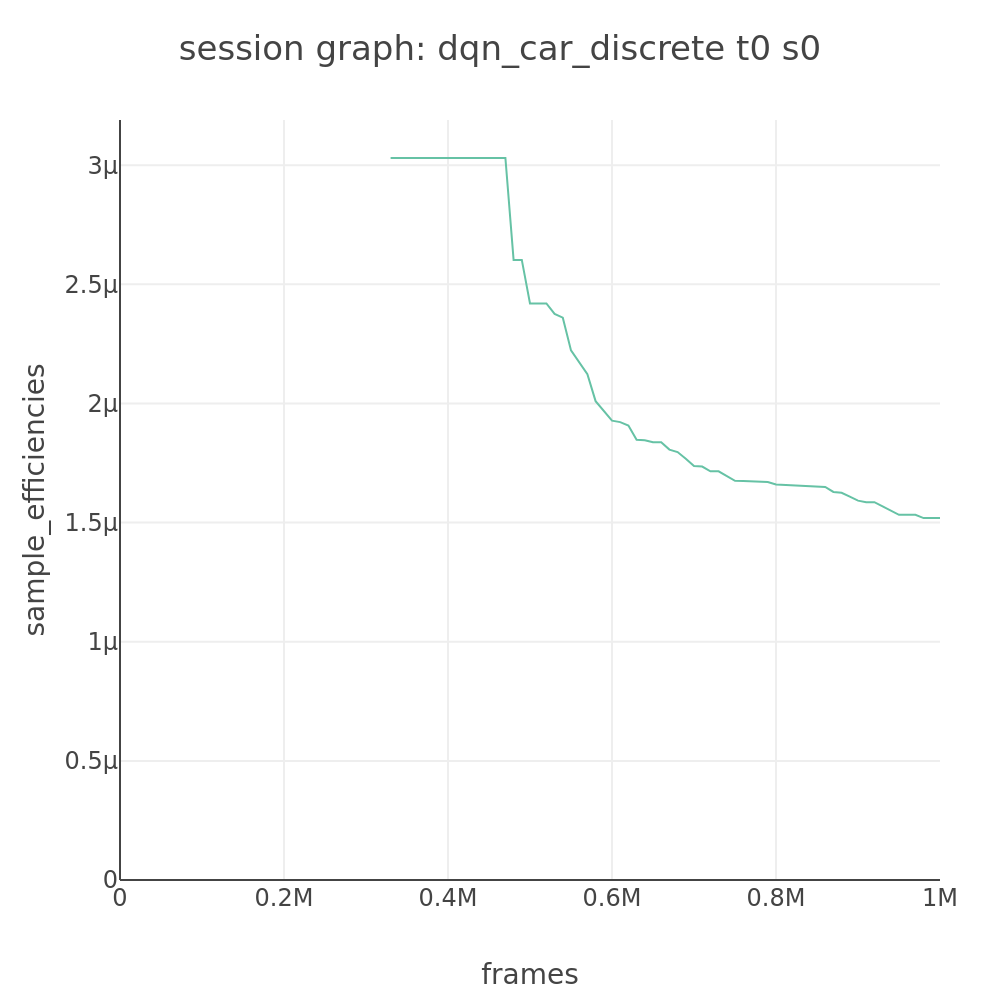 session graph: dqn_car_discrete t0 s0
3μ
2.5μ
2μ
1.5μ
1μ
0.5μ
0
sample_efficiencies
0
0.2M
0.4M
0.6M
0.8M
1M
frames